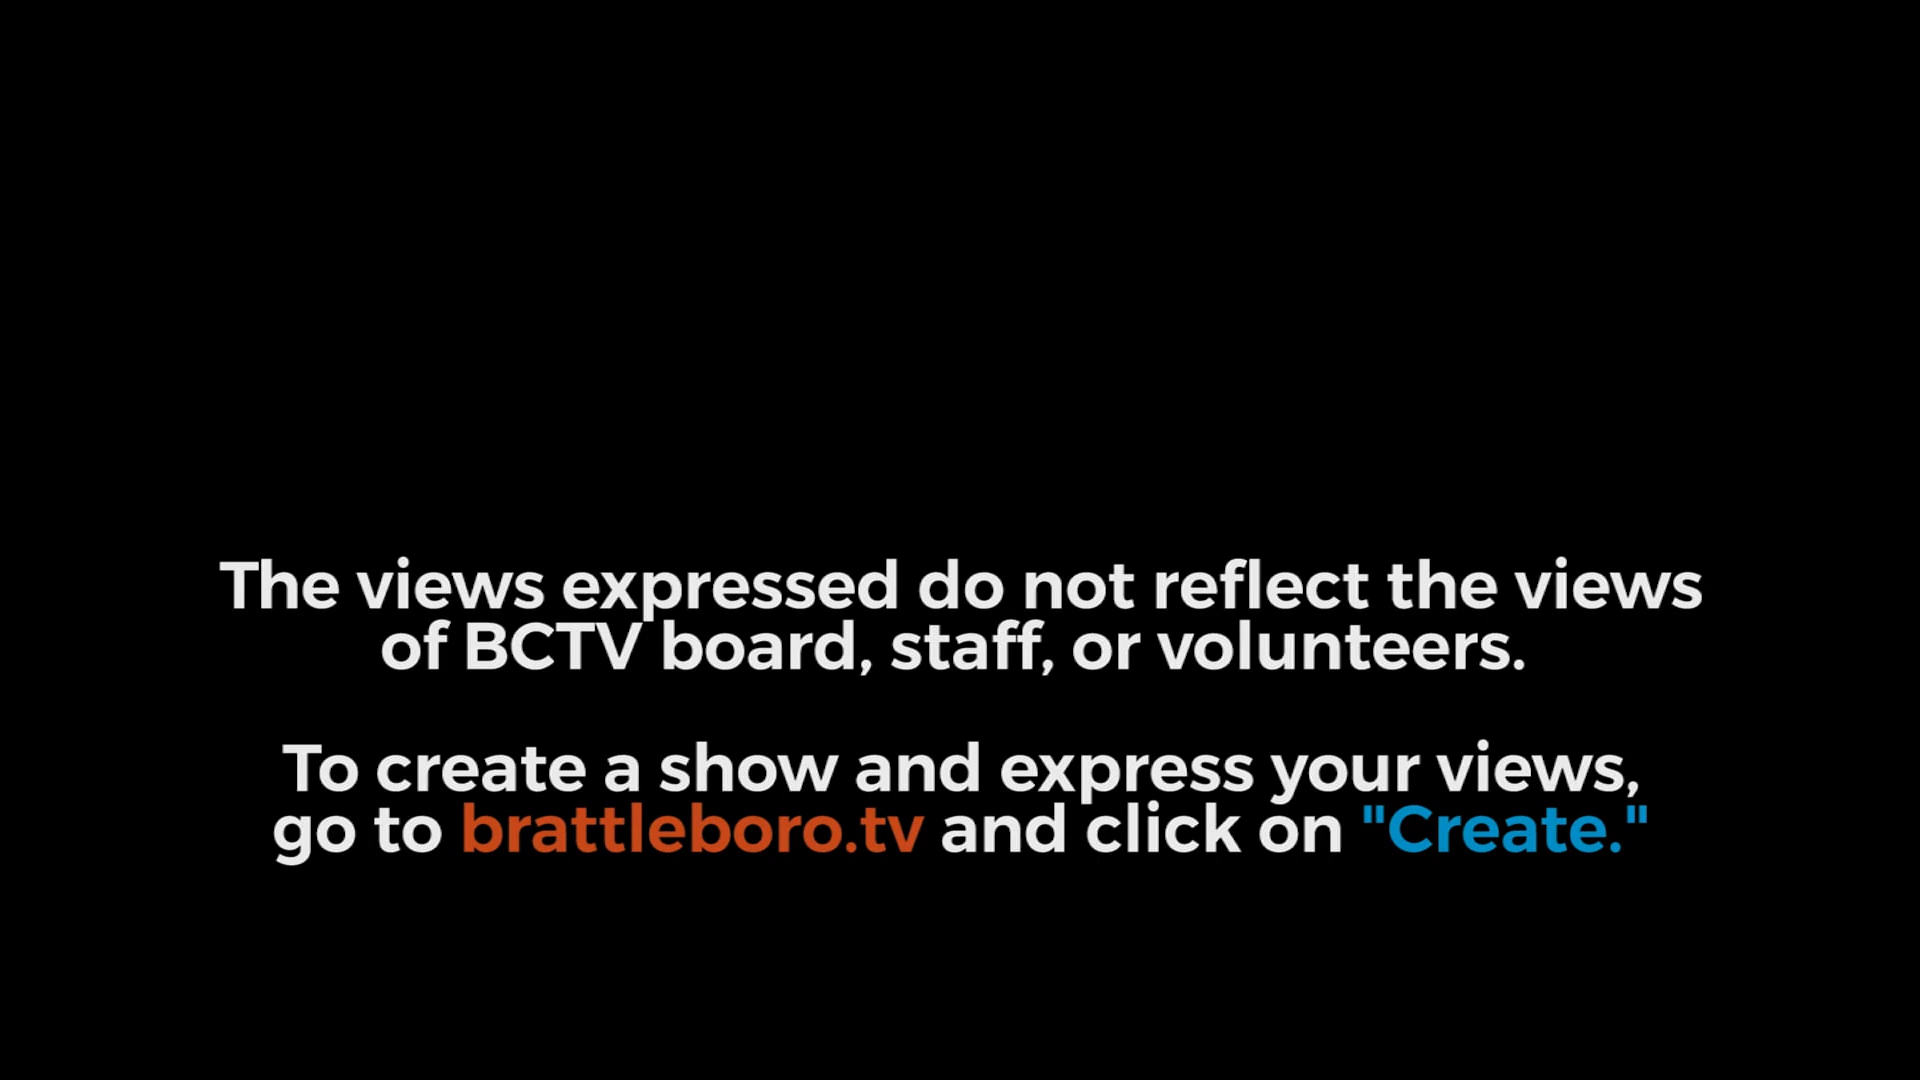 The views expressed do not reflect the views
of BCTV board, staff, or volunteers.
To create a show and express your views,
go to brattleboro.tv and click on "Create."